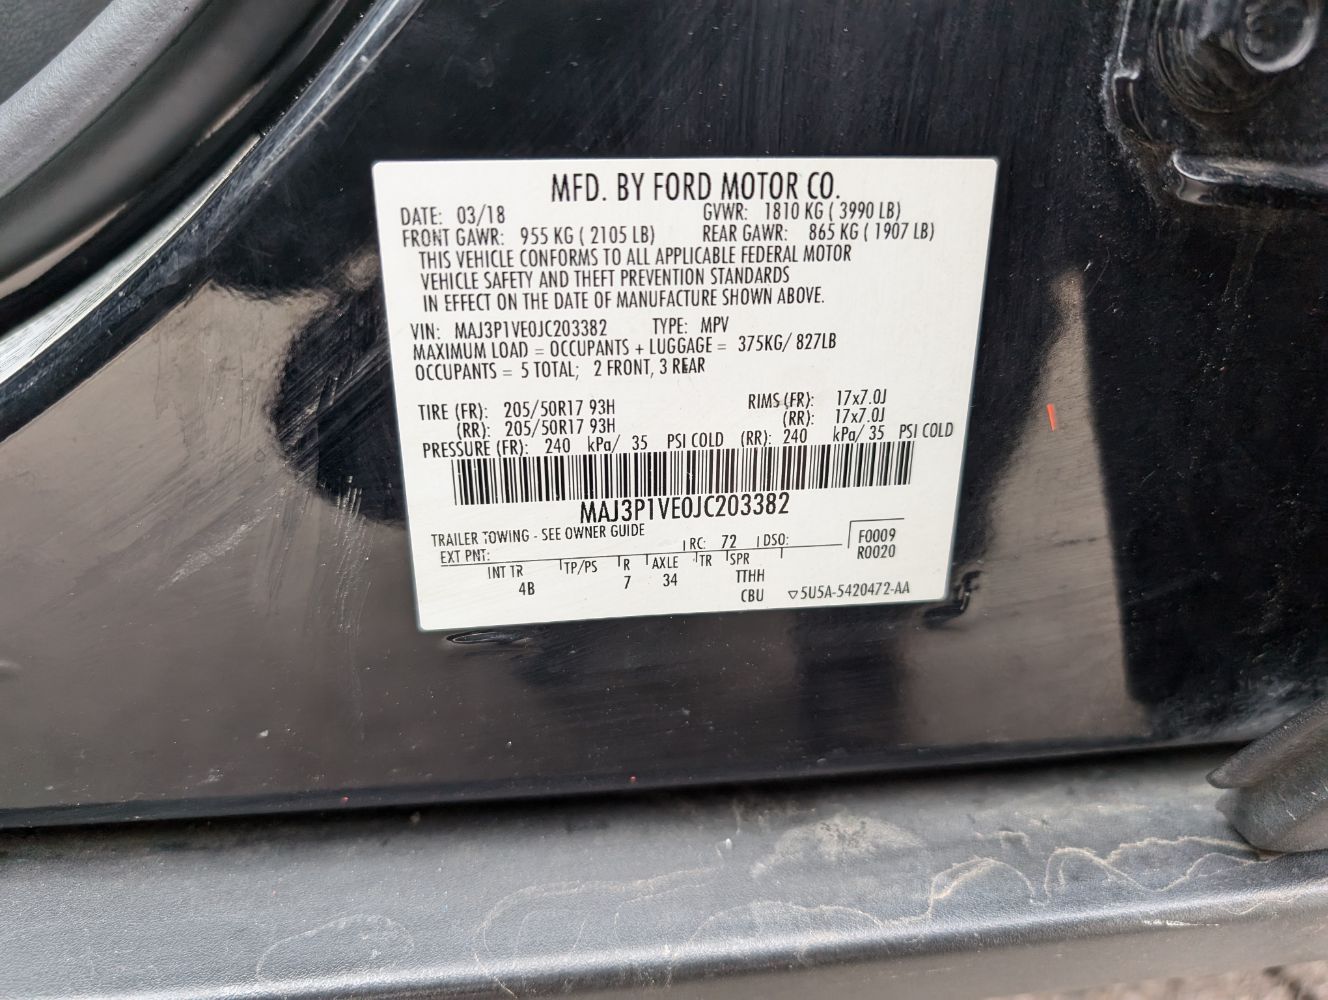 MFD. BY FORD MOTOR CO.
DATE: 03/18 GVWR: 1810 KG ( 3990 LB)
FRONT GAWR: 955 KG ( 2105 LB) REAR GAWR: 865 KG ( 1907 LB)
THIS VEHICLE CONFORMS TO ALL APPLICABLE FEDERAL MOTOR
VEHICLE SAFETY AND THEFT PREVENTION STANDARDS
IN EFFECT ON THE DATE OF MANUFACTURE SHOWN ABOVE.
VIN: MAJ3P1VE0JC203382 TYPE: MPV
MAXIMUM LOAD = OCCUPANTS + LUGGAGE = 375KG/ 827LB
OCCUPANTS = 5 TOTAL; 2 FRONT, 3 REAR
TIRE (FR): 205/50R17 93H RIMS (FR): 17x7.0J
(RR): 205/50R17 93H (RR): 17x7.0J
PRESSURE (FR): 240 kPa/ 35 PSI COLD (RR): 240 kPa/ 35 PSI COLD
MAJ3P1VE0JC203382
TRAILER TOWING - SEE OWNER GUIDE
EXT PNT: RC: 72 DSO: F0009
R0020
INT TR TP/PS R AXLE TR SPR
4B 7 34 TTHH
CBU ▽5U5A-5420472-AA